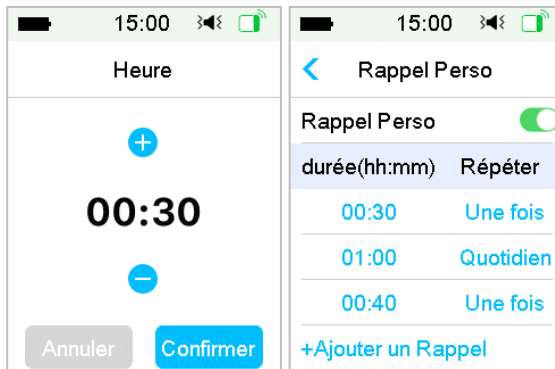 15:00
Heure
00:30
Annuler Confirmer
15:00
Rappel Perso
Rappel Perso
durée(hh:mm) Répéter
00:30 Une fois
01:00 Quotidien
00:40 Une fois
+Ajouter un Rappel